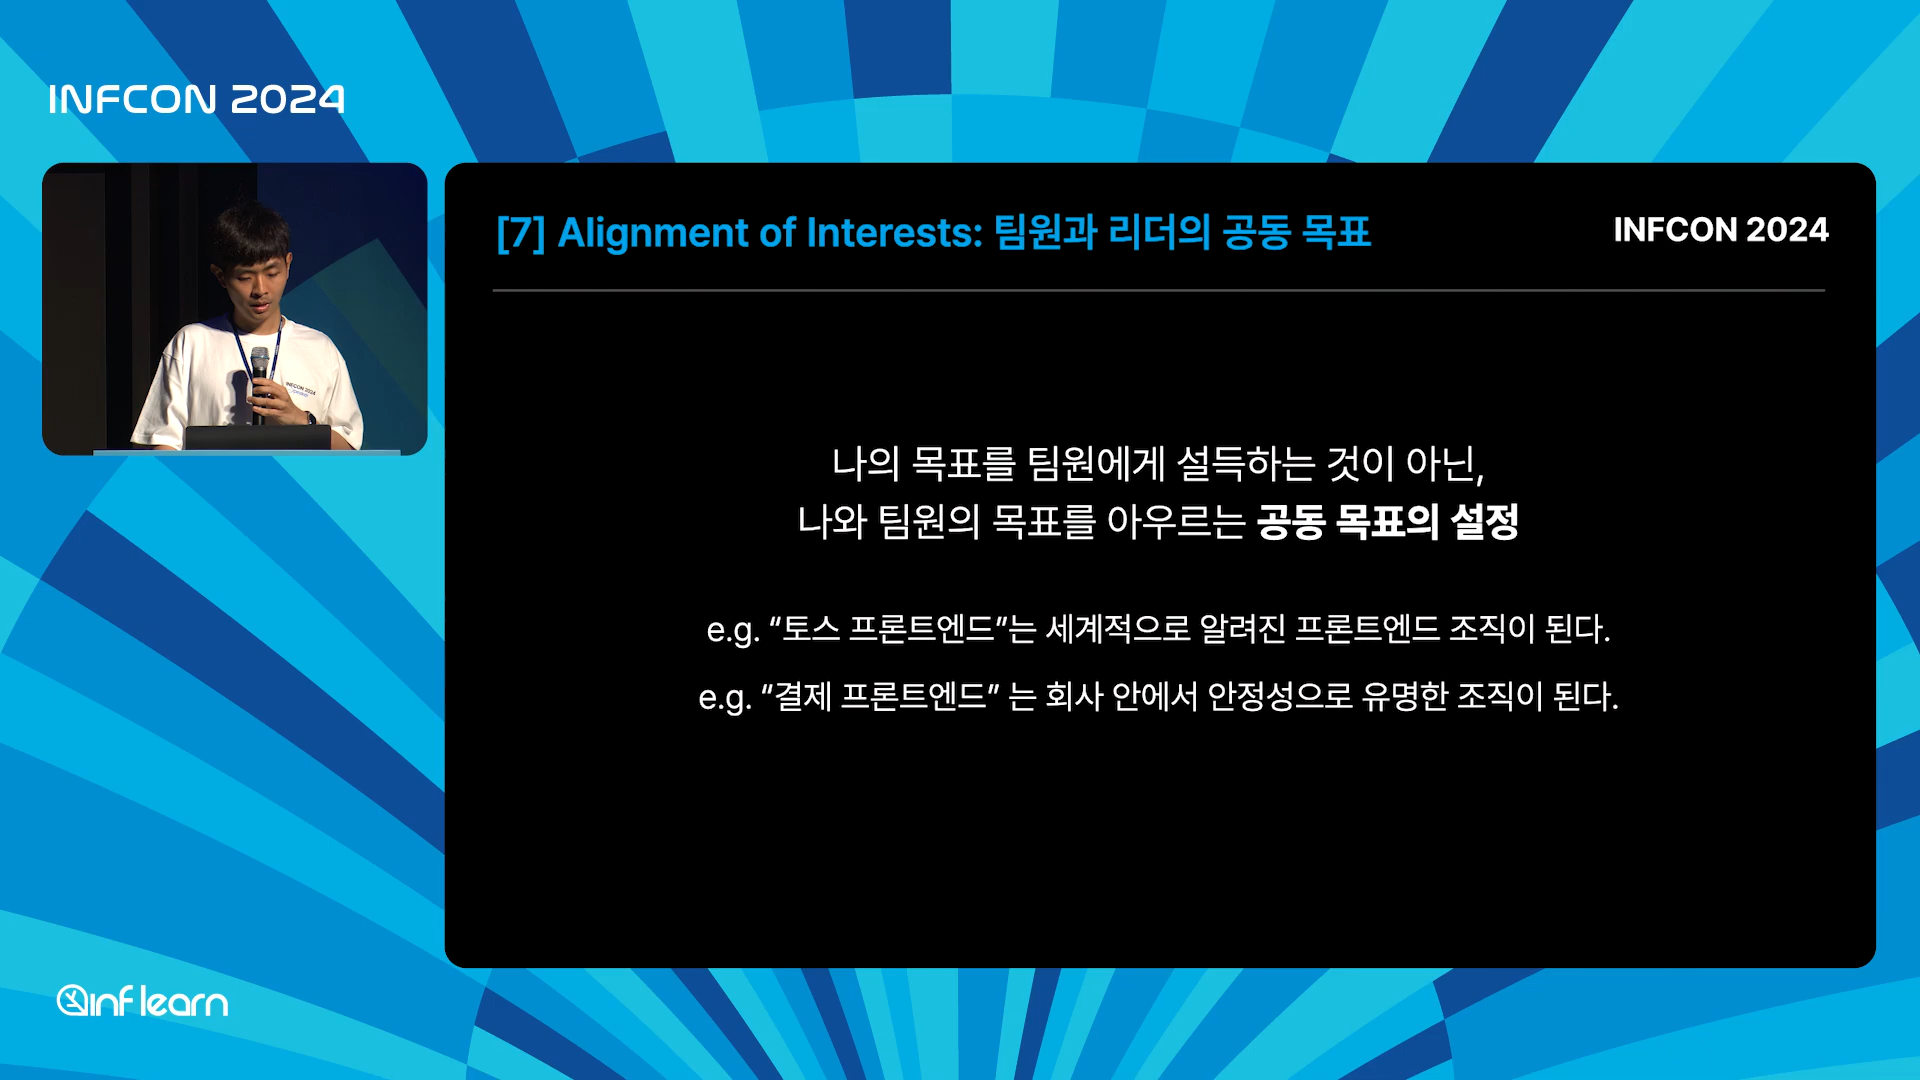 INFCON 2024
[7] Alignment of Interests: 팀원과 리더의 공동 목표
INFCON 2024
나의 목표를 팀원에게 설득하는 것이 아닌,
나와 팀원의 목표를 아우르는 공동 목표의 설정
e.g. “토스 프론트엔드”는 세계적으로 알려진 프론트엔드 조직이 된다.
e.g. “결제 프론트엔드” 는 회사 안에서 안정성으로 유명한 조직이 된다.
INFCON 2024
inflearn